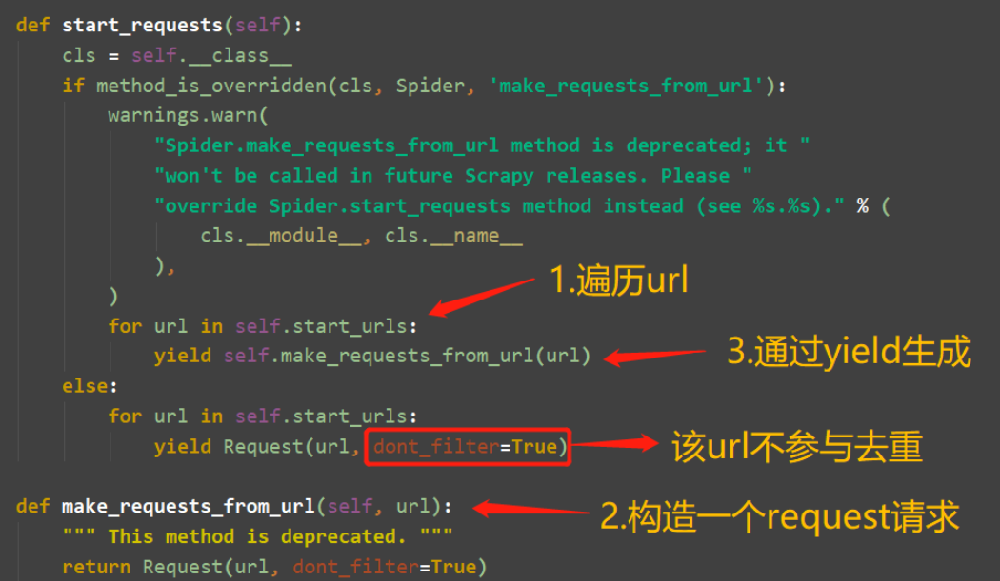 def start_requests(self):
cls = self.__class__
if method_is_overridden(cls, Spider, 'make_requests_from_url'):
warnings.warn(
"Spider.make_requests_from_url method is deprecated; it "
"won't be called in future Scrapy releases. Please "
"override Spider.start_requests method instead (see %s.%s)." % (
cls.__module__, cls.__name__
),
)
1.遍历url
for url in self.start_urls:
yield self.make_requests_from_url(url)
3.通过yield生成
else:
for url in self.start_urls:
yield Request(url, dont_filter=True)
该url不参与去重
def make_requests_from_url(self, url):
2.构造一个request请求
""" This method is deprecated. """
return Request(url, dont_filter=True)